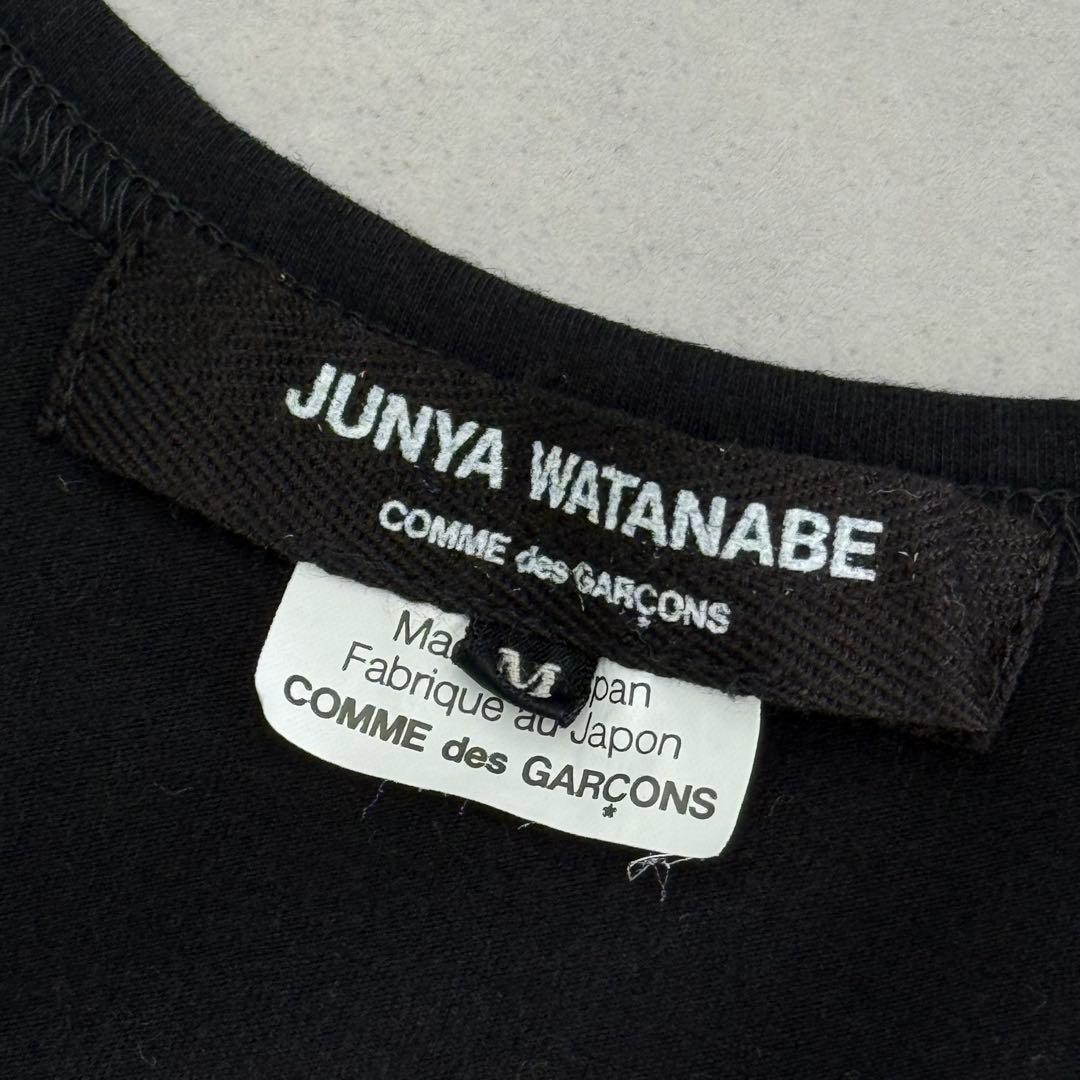 JUNYA WATANABE
COMME des GARÇONS
M
Ma pan
Fabrique au Japon
COMME des GARÇONS